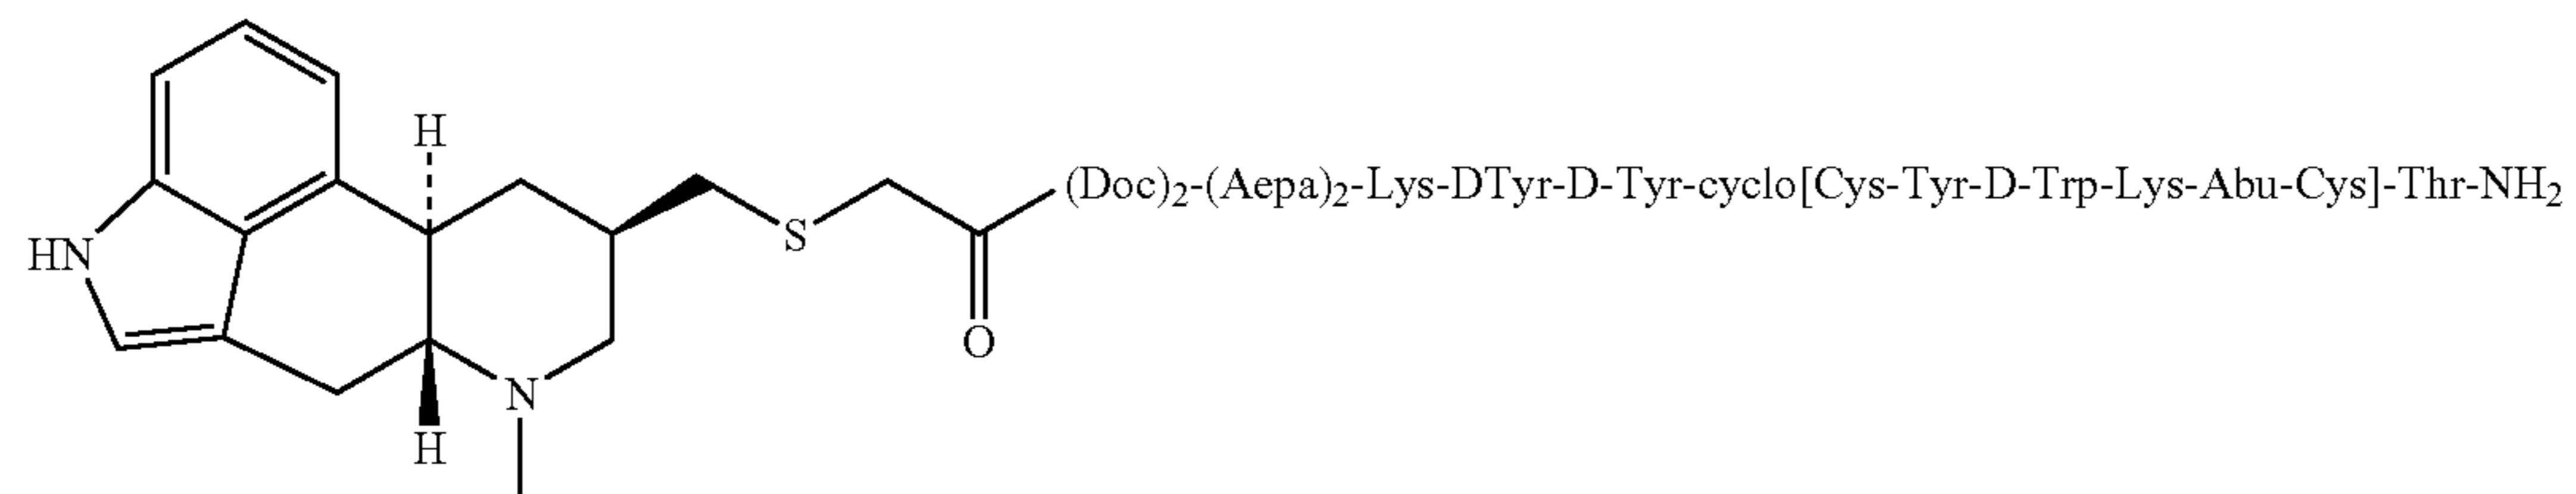 H
(Doc)2-(Aepa)2-Lys-DTyr-D-Tyr-cyclo[Cys-Tyr-D-Trp-Lys-Abu-Cys]-Thr-NH2
S
HN
O
N
H